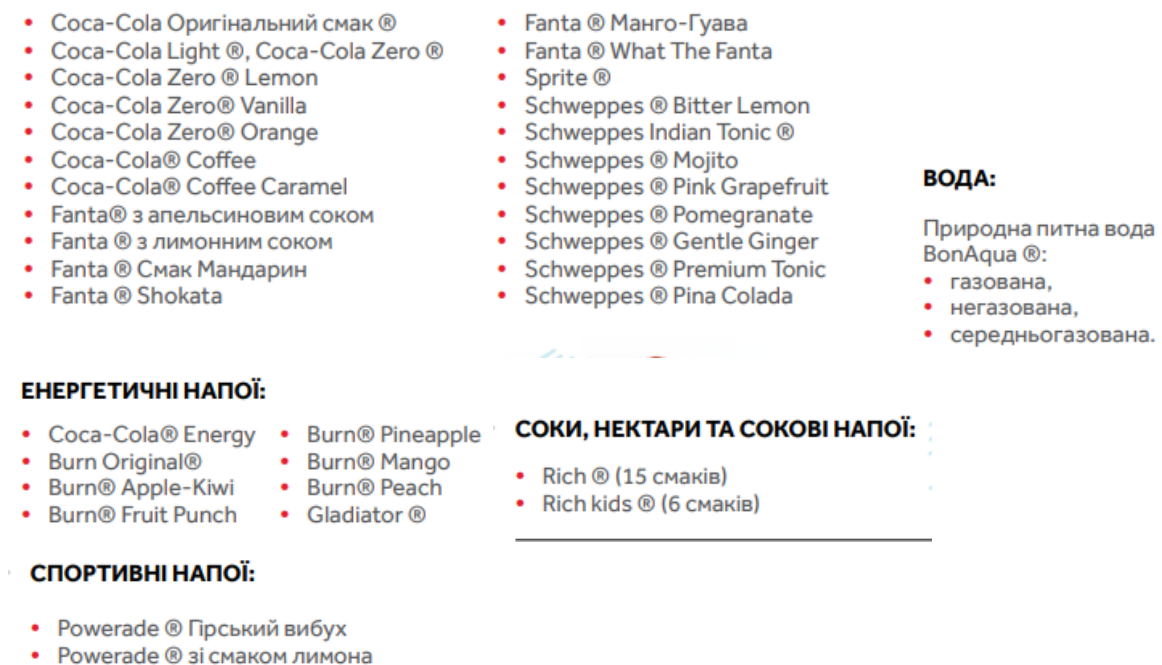 • Coca-Cola Оригінальний смак ®
• Coca-Cola Light ®, Coca-Cola Zero ®
• Coca-Cola Zero ® Lemon
• Coca-Cola Zero® Vanilla
• Coca-Cola Zero® Orange
• Coca-Cola® Coffee
• Coca-Cola® Coffee Caramel
• Fanta® з апельсиновим соком
• Fanta ® з лимонним соком
• Fanta ® Смак Мандарин
• Fanta ® Shokata
• Fanta ® Манго-Гуава
• Fanta ® What The Fanta
• Sprite ®
• Schweppes ® Bitter Lemon
• Schweppes Indian Tonic ®
• Schweppes ® Mojito
• Schweppes ® Pink Grapefruit
• Schweppes ® Pomegranate
• Schweppes ® Gentle Ginger
• Schweppes ® Premium Tonic
• Schweppes ® Pina Colada
ВОДА:
Природна питна вода
BonAqua ®:
• газована,
• негазована,
• середньогазована.
ЕНЕРГЕТИЧНІ НАПОЇ:
• Coca-Cola® Energy
• Burn Original®
• Burn® Apple-Kiwi
• Burn® Fruit Punch
• Burn® Pineapple
• Burn® Mango
• Burn® Peach
• Gladiator ®
СОКИ, НЕКТАРИ ТА СОКОВІ НАПОЇ:
• Rich ® (15 смаків)
• Rich kids ® (6 смаків)
СПОРТИВНІ НАПОЇ:
• Powerade ® Гірський вибух
• Powerade ® зі смаком лимона